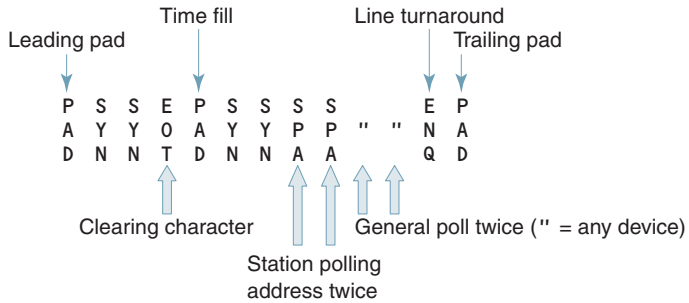 Time fill
Line turnaround
Leading pad
Trailing pad
P S S E P S S S S E P
A Y Y O A Y Y P P " " N A
D N N T D N N A A Q D
Clearing character
General poll twice (" = any device)
Station polling
address twice